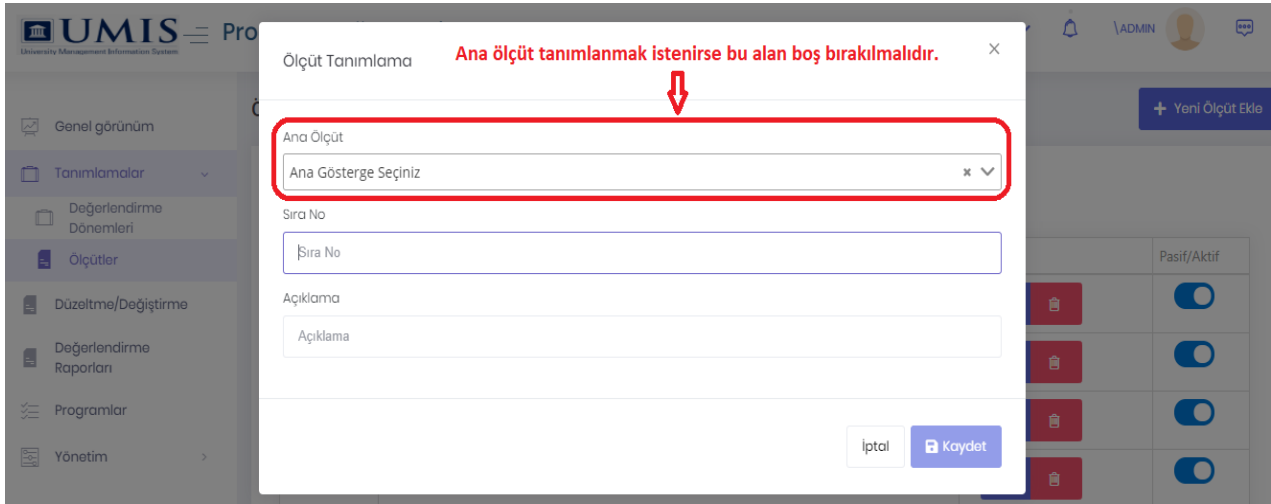 UMIS
University Management Information System
Pro
\ADMIN
Ölçüt Tanımlama
Ana ölçüt tanımlanmak istenirse bu alan boş bırakılmalıdır.
Ö
+ Yeni Ölçüt Ekle
Genel görünüm
Tanımlamalar
Değerlendirme
Dönemleri
Ölçütler
Düzeltme/Değiştirme
Değerlendirme
Raporları
Programlar
Yönetim
Ana Ölçüt
Ana Gösterge Seçiniz
Sıra No
Sıra No
Açıklama
Açıklama
Pasif/Aktif
İptal
Kaydet